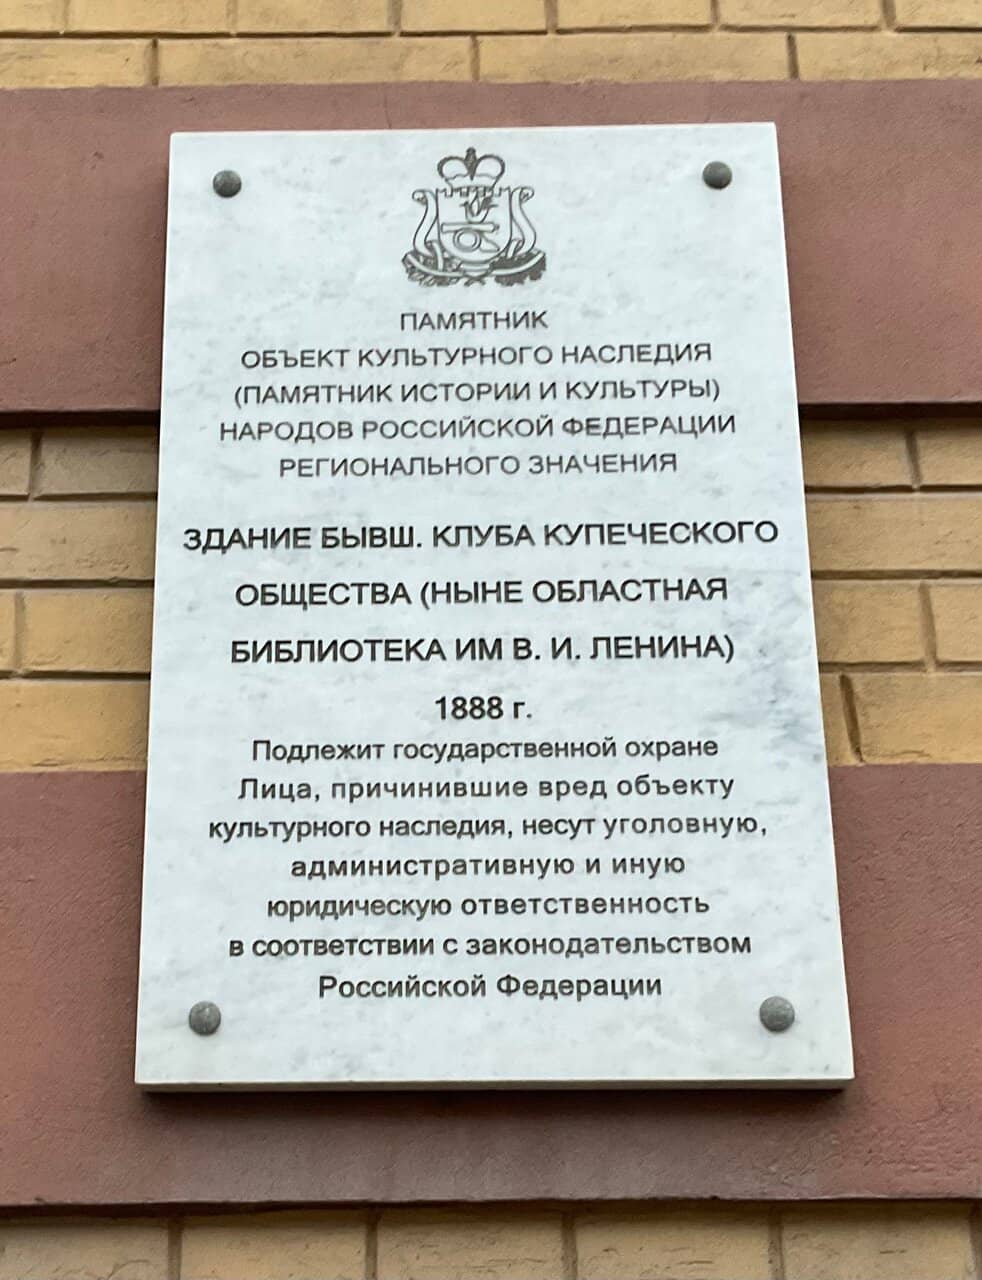 ПАМЯТНИК
ОБЪЕКТ КУЛЬТУРНОГО НАСЛЕДИЯ
(ПАМЯТНИК ИСТОРИИ И КУЛЬТУРЫ)
НАРОДОВ РОССИЙСКОЙ ФЕДЕРАЦИИ
РЕГИОНАЛЬНОГО ЗНАЧЕНИЯ
ЗДАНИЕ БЫВШ. КЛУБА КУПЕЧЕСКОГО
ОБЩЕСТВА (НЫНЕ ОБЛАСТНАЯ
БИБЛИОТЕКА ИМ В. И. ЛЕНИНА)
1888 г.
Подлежит государственной охране
Лица, причинившие вред объекту
культурного наследия, несут уголовную,
административную и иную
юридическую ответственность
в соответствии с законодательством
Российской Федерации